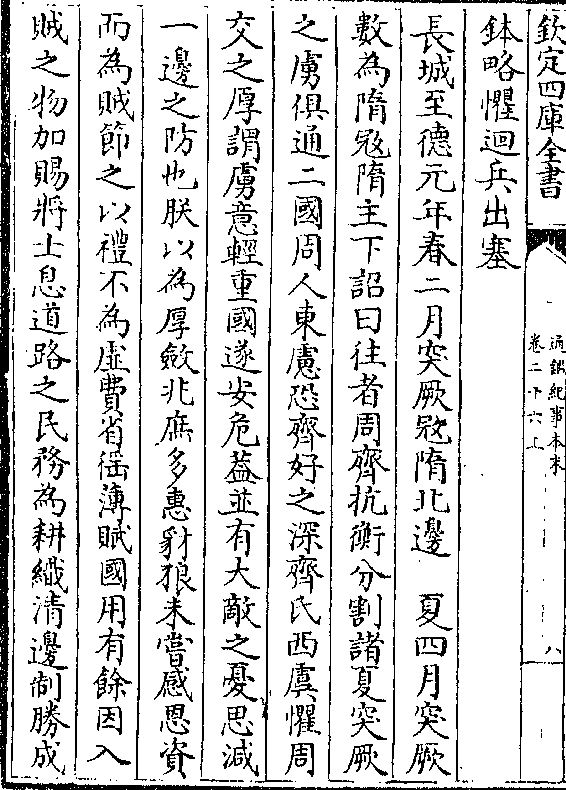 欽定四庫全書
通鑑紀事本末
卷二十六上
八
鉢略懼迴兵出塞
長城至德元年春二月突厥冦隋北邊　夏四月突厥
數為隋冦隋主下詔曰往者周齊抗衡分割諸夏突厥
之虜俱通二國周人東慮恐齊好之深齊氏西虞懼周
交之厚謂虜意輕重國遂安危葢並有大敵之憂思減
一邊之防也朕以為厚斂兆庶多惠豺狼未嘗感恩資
而為賊節之以禮不為虛費省徭薄賦國用有餘因入
賊之物加賜將士息道路之民務為耕織清邊制勝成